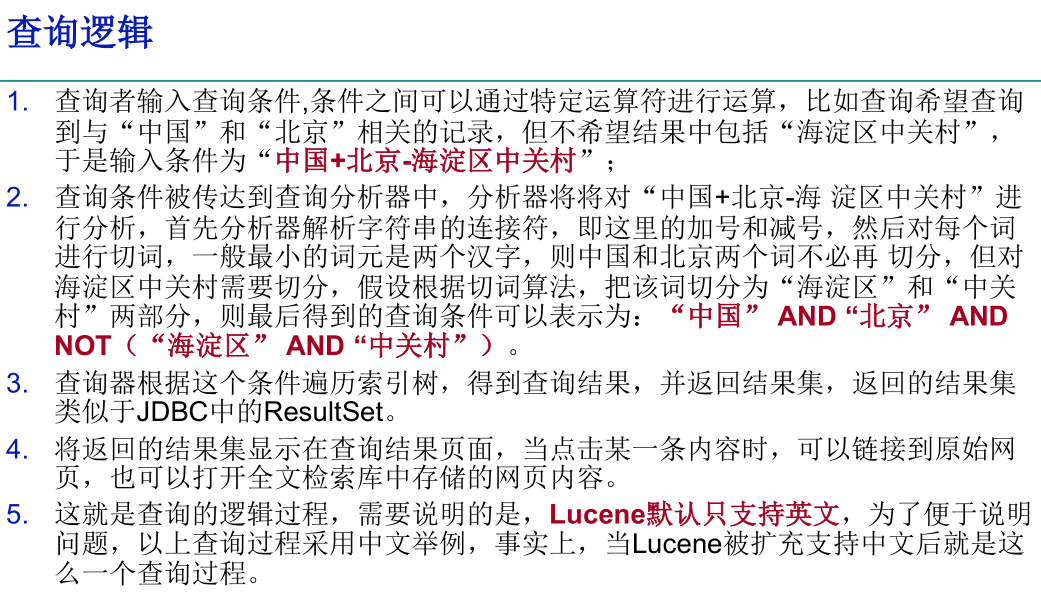 查询逻辑
1. 查询者输入查询条件,条件之间可以通过特定运算符进行运算，比如查询希望查询
到与“中国”和“北京”相关的记录，但不希望结果中包括“海淀区中关村”，
于是输入条件为“中国+北京-海淀区中关村”；
2. 查询条件被传达到查询分析器中，分析器将将对“中国+北京-海 淀区中关村”进
行分析，首先分析器解析字符串的连接符，即这里的加号和减号，然后对每个词
进行切词，一般最小的词元是两个汉字，则中国和北京两个词不必再 切分，但对
海淀区中关村需要切分，假设根据切词算法，把该词切分为“海淀区”和“中关
村”两部分，则最后得到的查询条件可以表示为：“中国” AND “北京” AND
NOT（“海淀区” AND “中关村”）。
3. 查询器根据这个条件遍历索引树，得到查询结果，并返回结果集，返回的结果集
类似于JDBC中的ResultSet。
4. 将返回的结果集显示在查询结果页面，当点击某一条内容时，可以链接到原始网
页，也可以打开全文检索库中存储的网页内容。
5. 这就是查询的逻辑过程，需要说明的是，Lucene默认只支持英文，为了便于说明
问题，以上查询过程采用中文举例，事实上，当Lucene被扩充支持中文后就是这
么一个查询过程。